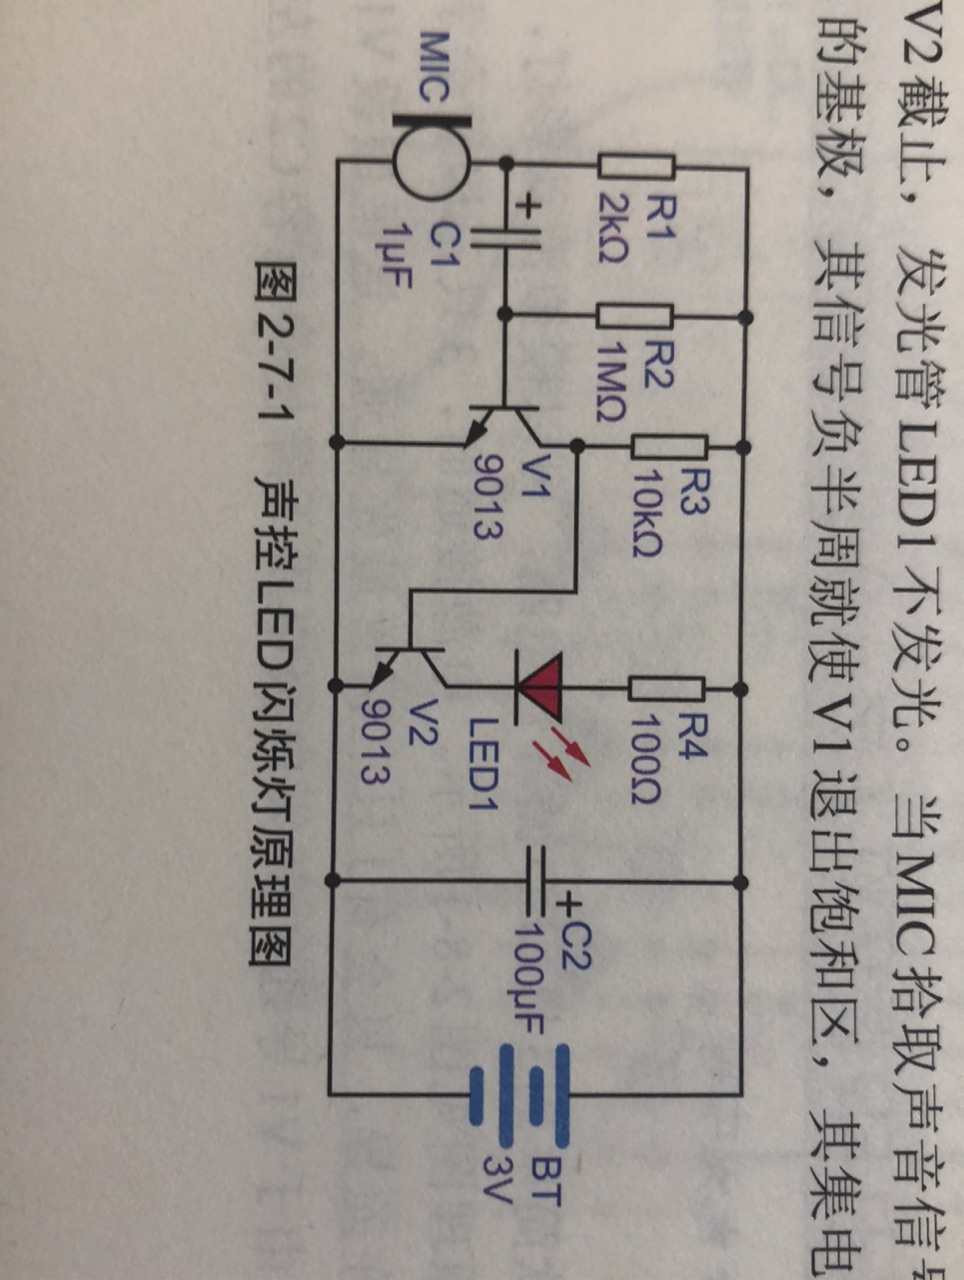 V2截止，发光管LED1不发光。当MIC拾取声音信号
的基极，其信号负半周就使V1退出饱和区，其集电
R1
2kΩ
R2
1MΩ
R3
10kΩ
R4
100Ω
MIC
+
C1
1μF
V1
9013
V2
9013
LED1
+C2
100μF
BT
3V
图2-7-1 声控LED闪烁灯原理图